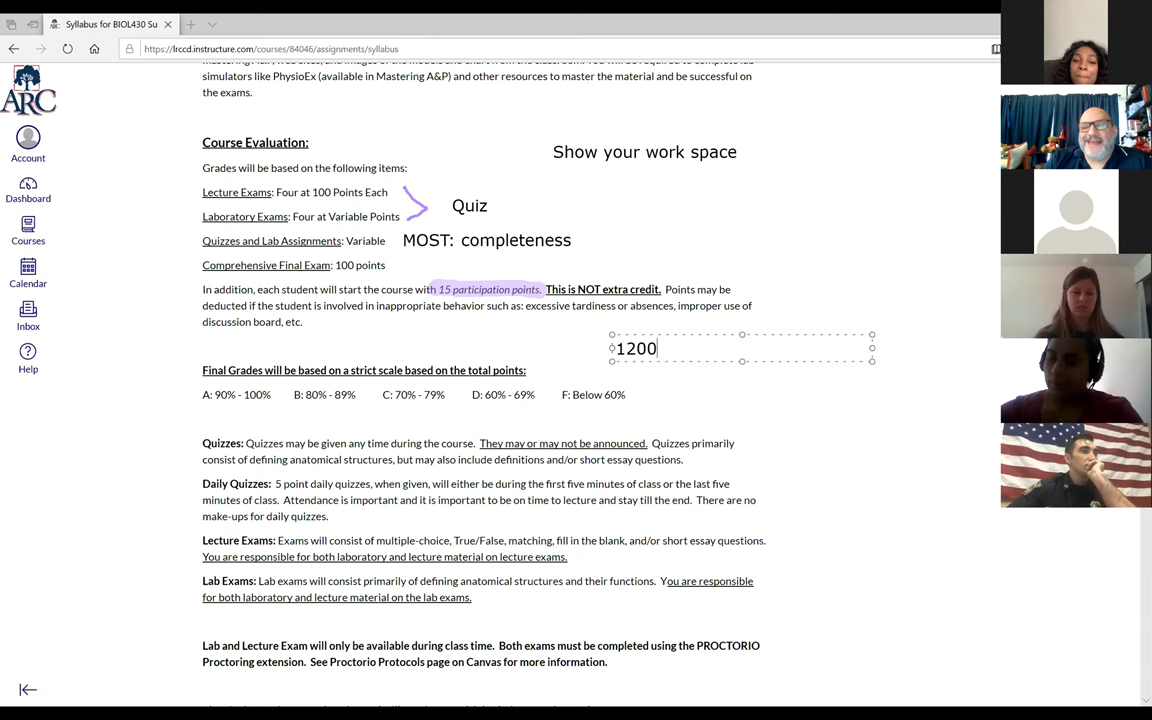 Syllabus for BIOL430 Su
https://lrccd.instructure.com/courses/84046/assignments/syllabus
ARC
Account
Dashboard
Courses
Calendar
Inbox
Help
simulators like PhysioEx (available in Mastering A&P) and other resources to master the material and be successful on
the exams.
Course Evaluation:
Show your work space
Grades will be based on the following items:
Lecture Exams: Four at 100 Points Each
Quiz
Laboratory Exams: Four at Variable Points
Quizzes and Lab Assignments: Variable MOST: completeness
Comprehensive Final Exam: 100 points
In addition, each student will start the course with 15 participation points. This is NOT extra credit. Points may be
deducted if the student is involved in inappropriate behavior such as: excessive tardiness or absences, improper use of
discussion board, etc.
1200
Final Grades will be based on a strict scale based on the total points:
A: 90% - 100% B: 80% - 89% C: 70% - 79% D: 60% - 69% F: Below 60%
Quizzes: Quizzes may be given any time during the course. They may or may not be announced. Quizzes primarily
consist of defining anatomical structures, but may also include definitions and/or short essay questions.
Daily Quizzes: 5 point daily quizzes, when given, will either be during the first five minutes of class or the last five
minutes of class. Attendance is important and it is important to be on time to lecture and stay till the end. There are no
make-ups for daily quizzes.
Lecture Exams: Exams will consist of multiple-choice, True/False, matching, fill in the blank, and/or short essay questions.
You are responsible for both laboratory and lecture material on lecture exams.
Lab Exams: Lab exams will consist primarily of defining anatomical structures and their functions. You are responsible
for both laboratory and lecture material on the lab exams.
Lab and Lecture Exam will only be available during class time. Both exams must be completed using the PROCTORIO
Proctoring extension. See Proctorio Protocols page on Canvas for more information.